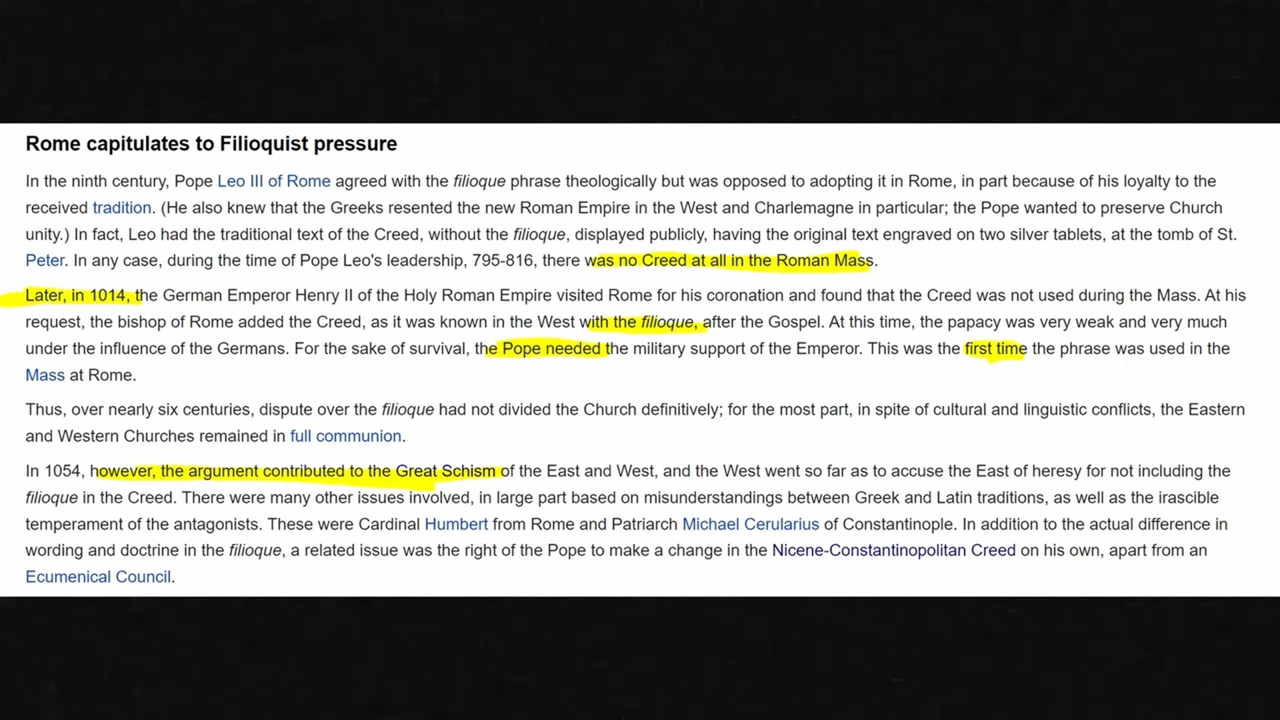 Rome capitulates to Filioquist pressure
In the ninth century, Pope Leo III of Rome agreed with the filioque phrase theologically but was opposed to adopting it in Rome, in part because of his loyalty to the
received tradition. (He also knew that the Greeks resented the new Roman Empire in the West and Charlemagne in particular; the Pope wanted to preserve Church
unity.) In fact, Leo had the traditional text of the Creed, without the filioque, displayed publicly, having the original text engraved on two silver tablets, at the tomb of St.
Peter. In any case, during the time of Pope Leo's leadership, 795-816, there was no Creed at all in the Roman Mass.
Later, in 1014, the German Emperor Henry II of the Holy Roman Empire visited Rome for his coronation and found that the Creed was not used during the Mass. At his
request, the bishop of Rome added the Creed, as it was known in the West with the filioque, after the Gospel. At this time, the papacy was very weak and very much
under the influence of the Germans. For the sake of survival, the Pope needed the military support of the Emperor. This was the first time the phrase was used in the
Mass at Rome.
Thus, over nearly six centuries, dispute over the filioque had not divided the Church definitively; for the most part, in spite of cultural and linguistic conflicts, the Eastern
and Western Churches remained in full communion.
In 1054, however, the argument contributed to the Great Schism of the East and West, and the West went so far as to accuse the East of heresy for not including the
filioque in the Creed. There were many other issues involved, in large part based on misunderstandings between Greek and Latin traditions, as well as the irascible
temperament of the antagonists. These were Cardinal Humbert from Rome and Patriarch Michael Cerularius of Constantinople. In addition to the actual difference in
wording and doctrine in the filioque, a related issue was the right of the Pope to make a change in the Nicene-Constantinopolitan Creed on his own, apart from an
Ecumenical Council.